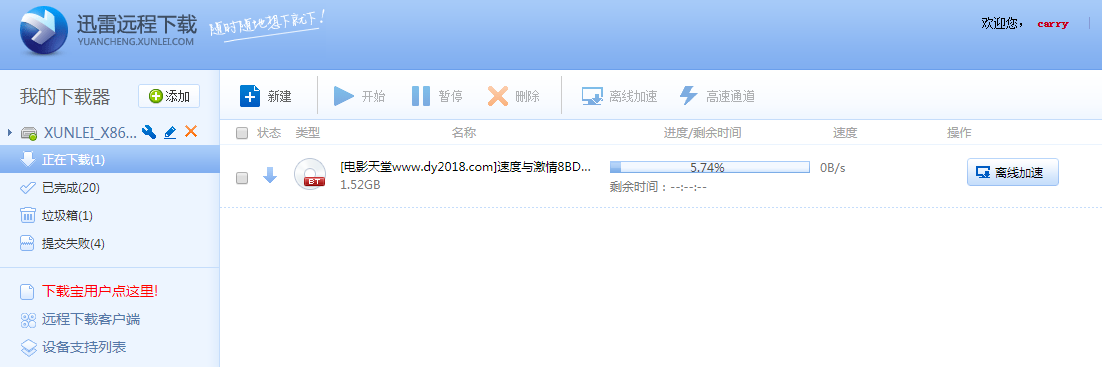 迅雷远程下载
YUANCHENG.XUNLEI.COM
随时随地想下就下!
欢迎您， carry
我的下载器 添加
XUNLEI_X86...
正在下载(1)
已完成(20)
垃圾箱(1)
提交失败(4)
下载宝用户点这里!
远程下载客户端
设备支持列表
新建 开始 暂停 删除 离线加速 高速通道
状态 类型 名称 进度/剩余时间 速度 操作
BT
[电影天堂www.dy2018.com]速度与激情8BD... 5.74% 0B/s 离线加速
1.52GB 剩余时间：--:--:--